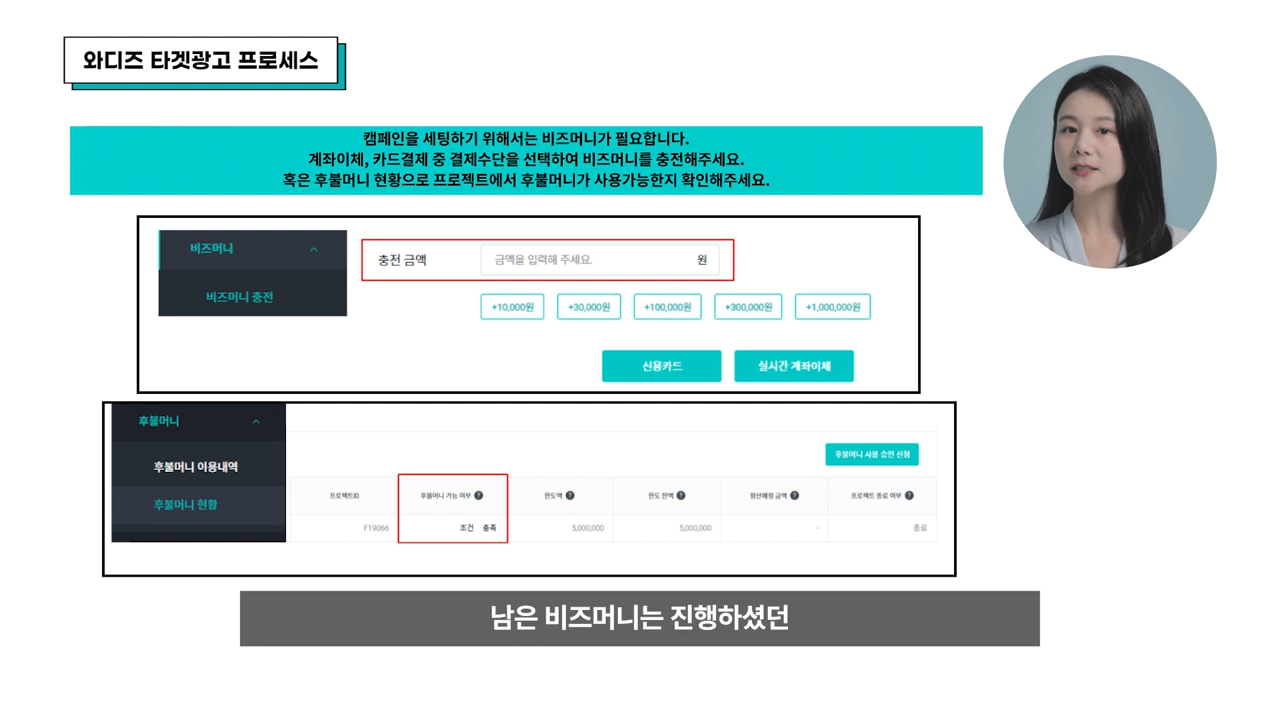 와디즈 타겟광고 프로세스
캠페인을 세팅하기 위해서는 비즈머니가 필요합니다.
계좌이체, 카드결제 중 결제수단을 선택하여 비즈머니를 충전해주세요.
혹은 후불머니 현황으로 프로젝트에서 후불머니가 사용가능한지 확인해주세요.
비즈머니
비즈머니 충전
충전 금액 금액을 입력해 주세요. 원
+10,000원 +30,000원 +100,000원 +300,000원 +1,000,000원
신용카드 실시간 계좌이체
후불머니
후불머니 이용내역
후불머니 현황
후불머니 사용 승인 신청
프로젝트ID 후불머니 가능 여부 ? 한도액 ? 한도 잔액 ? 정산예정 금액 ? 프로젝트 종료 여부 ?
F19066 조건 충족 5,000,000 5,000,000 - 종료
남은 비즈머니는 진행하셨던